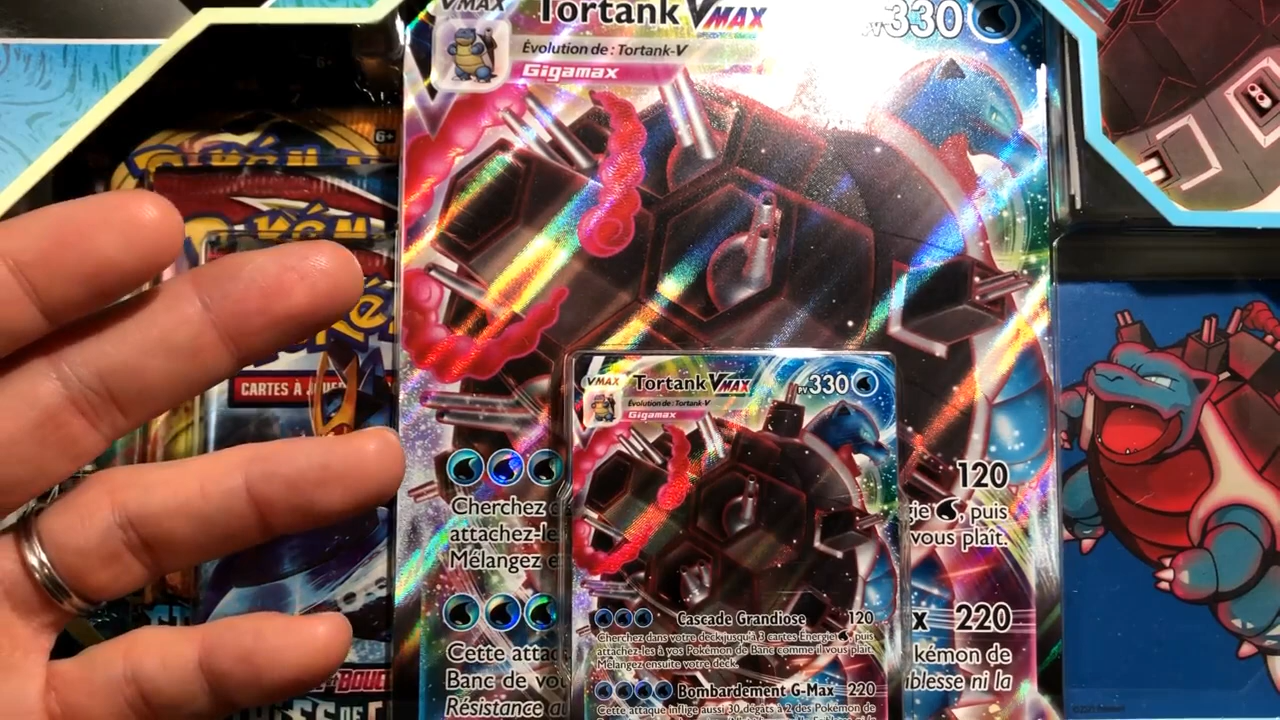 VMAX
Tortank VMAX
PV330
Évolution de : Tortank-V
Gigamax
6+
CARTES À JOUER
120
Cherchez
gie , puis
attachez-le
vous plaît.
Mélangez e
x 220
Cette attac
kémon de
Banc de vou
blesse ni la
Résistance au
VMAX
Tortank VMAX
PV330
Évolution de : Tortank-V
Gigamax
Cascade Grandiose 120
Cherchez dans votre deck jusqu'à 3 cartes Énergie , puis
attachez-les à vos Pokémon de Banc comme il vous plaît.
Mélangez ensuite votre deck.
Bombardement G-Max 220
Cette attaque inflige aussi 30 dégâts à 2 des Pokémon de